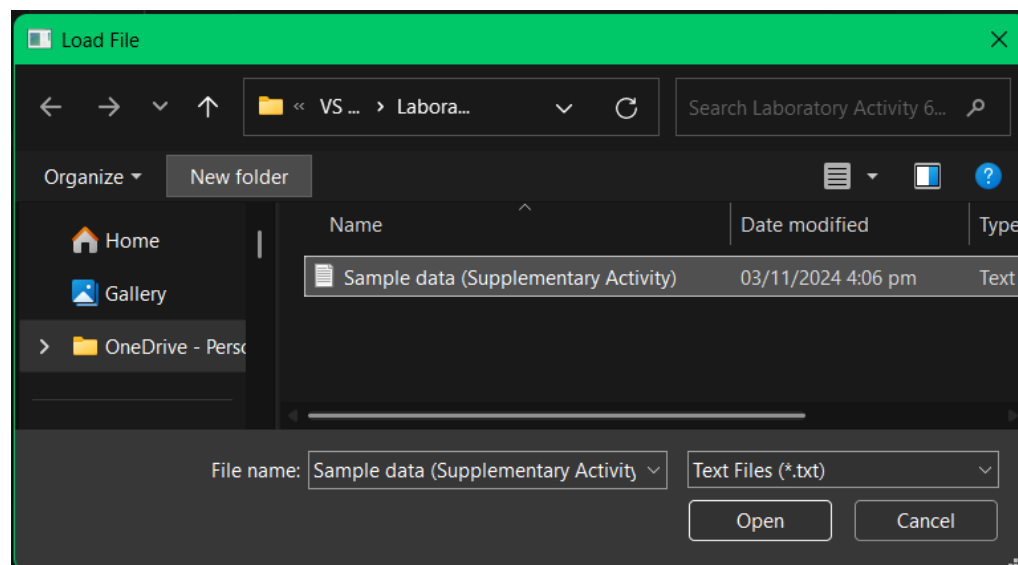 Load File
« VS ... > Labora...
Search Laboratory Activity 6...
Organize New folder
?
Name Date modified Type
Home
Sample data (Supplementary Activity) 03/11/2024 4:06 pm Text
Gallery
OneDrive - Perso
File name: Sample data (Supplementary Activity Text Files (*.txt)
Open Cancel